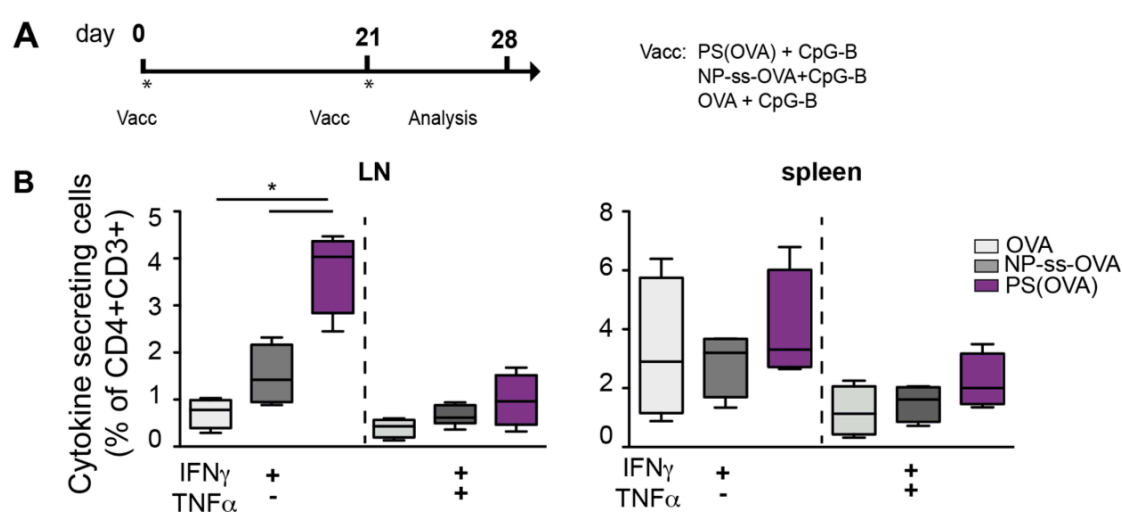 A
day 0 21 28
* *
Vacc Vacc Analysis
Vacc: PS(OVA) + CpG-B
NP-ss-OVA+CpG-B
OVA + CpG-B
B
LN
spleen
Cytokine secreting cells
(% of CD4+CD3+)
*
5
4
3
2
1
0
IFNγ + +
TNFα - +
8
6
4
2
0
IFNγ + +
TNFα - +
OVA
NP-ss-OVA
PS(OVA)